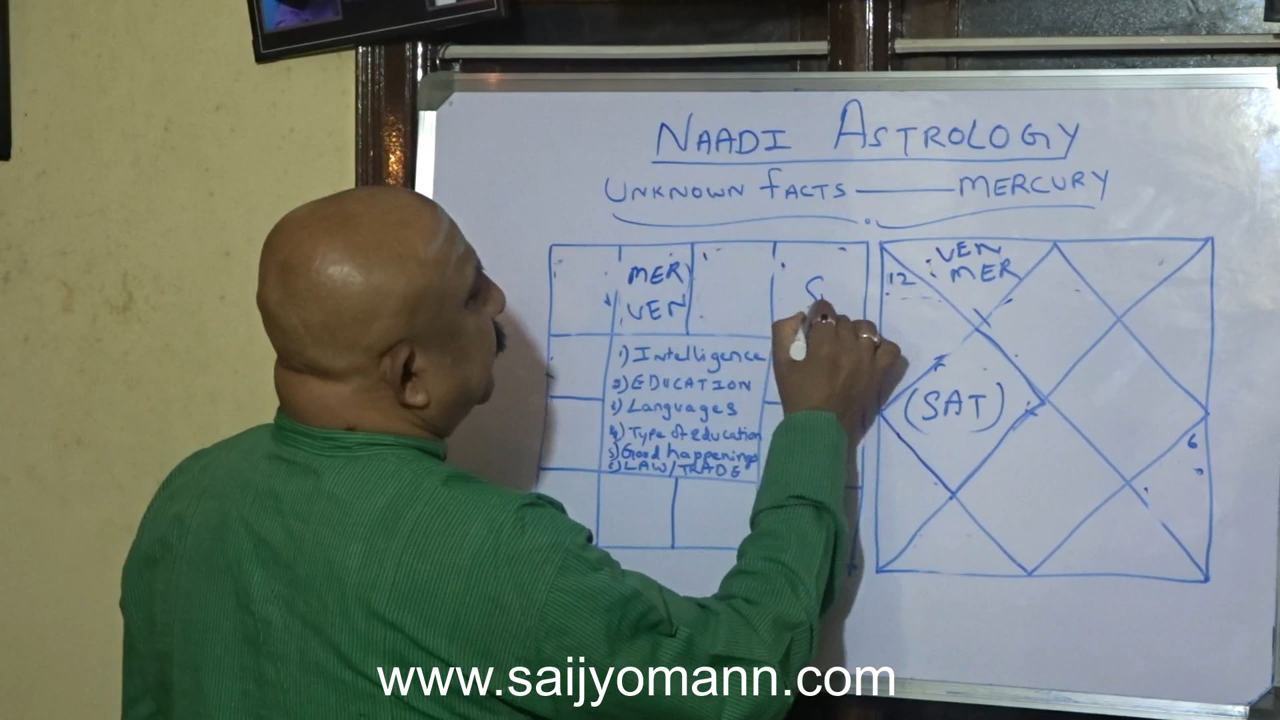 NAADI ASTROLOGY
UNKNOWN FACTS —— MERCURY
MER
VEN
S
1) Intelligence
2) EDUCATION
3) Languages
4) Type of education
5) Good happenings
6) LAW/TRADE
VEN
MER
12
(SAT)
6
www.saijyomann.com